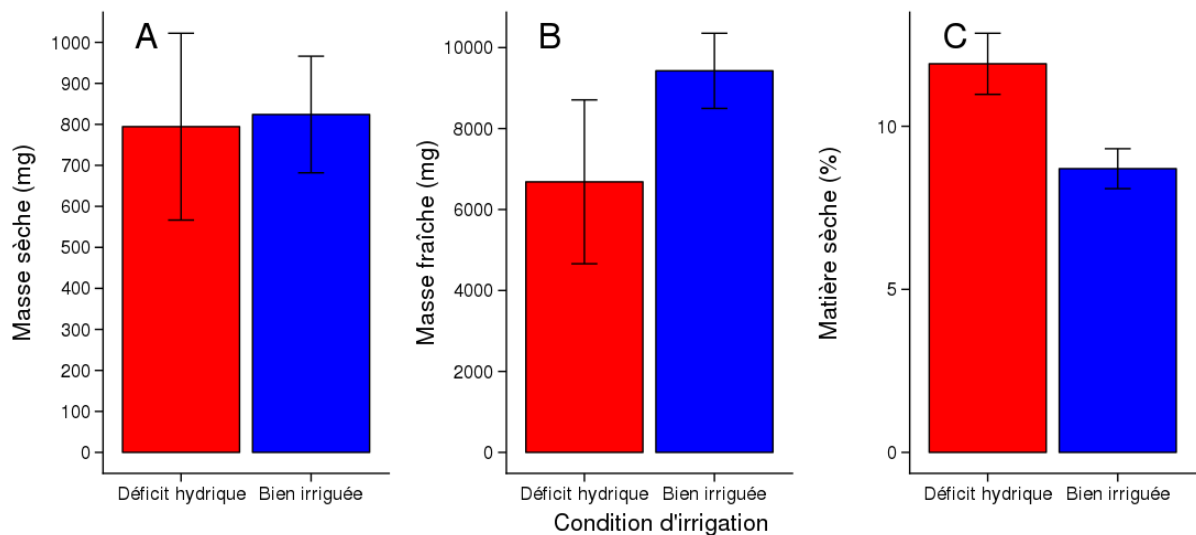 A
Masse sèche (mg)
1000
900
800
700
600
500
400
300
200
100
0
Déficit hydrique Bien irriguée
B
Masse fraîche (mg)
10000
8000
6000
4000
2000
0
Déficit hydrique Bien irriguée
Condition d'irrigation
C
Matière sèche (%)
10
5
0
Déficit hydrique Bien irriguée